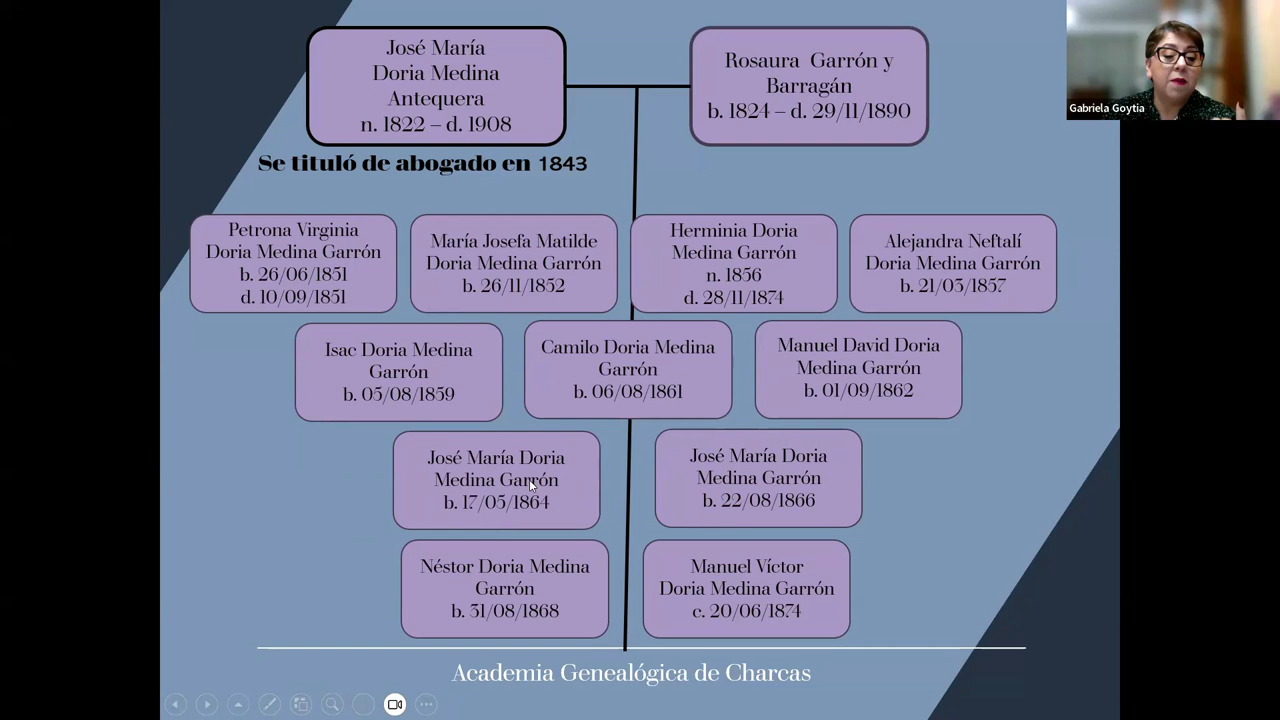 José María
Doria Medina
Antequera
n. 1822 – d. 1908
Rosaura Garrón y
Barragán
b. 1824 – d. 29/11/1890
Gabriela Goytia
Se tituló de abogado en 1843
Petrona Virginia
Doria Medina Garrón
b. 26/06/1851
d. 10/09/1851
María Josefa Matilde
Doria Medina Garrón
b. 26/11/1852
Herminia Doria
Medina Garrón
n. 1856
d. 28/11/1874
Alejandra Neftalí
Doria Medina Garrón
b. 21/03/1857
Isac Doria Medina
Garrón
b. 05/08/1859
Camilo Doria Medina
Garrón
b. 06/08/1861
Manuel David Doria
Medina Garrón
b. 01/09/1862
José María Doria
Medina Garrón
b. 17/05/1864
José María Doria
Medina Garrón
b. 22/08/1866
Néstor Doria Medina
Garrón
b. 31/08/1868
Manuel Víctor
Doria Medina Garrón
c. 20/06/1874
Academia Genealógica de Charcas